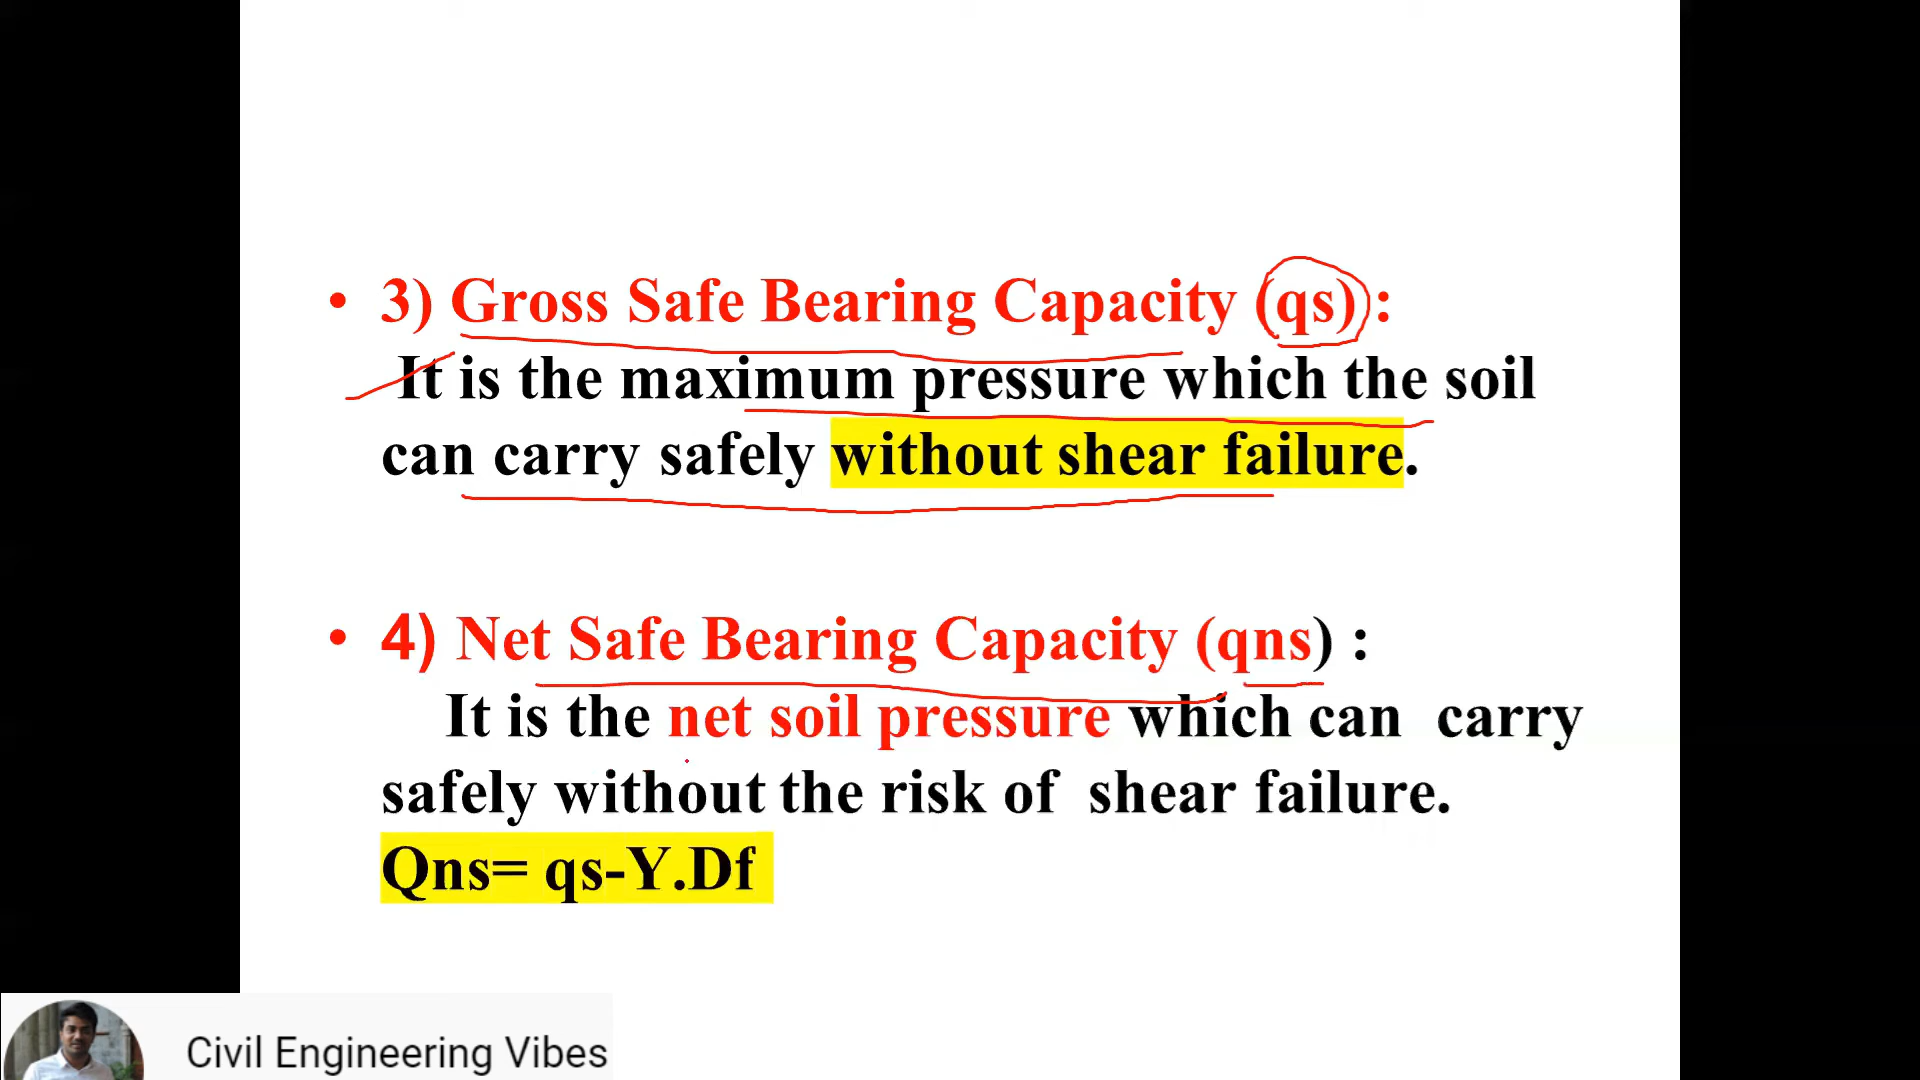 • 3) Gross Safe Bearing Capacity (qs) :
It is the maximum pressure which the soil
can carry safely without shear failure.
• 4) Net Safe Bearing Capacity (qns) :
It is the net soil pressure which can carry
safely without the risk of shear failure.
Qns= qs-Y.Df
Civil Engineering Vibes